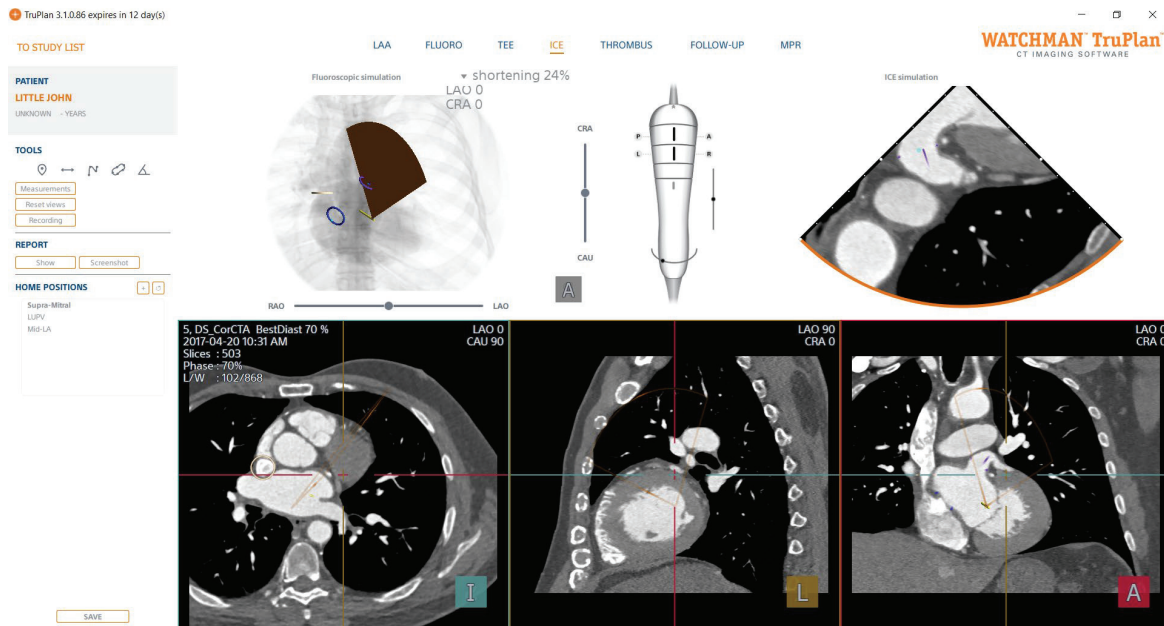 TruPlan 3.1.0.86 expires in 12 day(s)
TO STUDY LIST
LAA FLUORO TEE ICE THROMBUS FOLLOW-UP MPR
WATCHMAN™ TruPlan™
CT IMAGING SOFTWARE
PATIENT
LITTLE JOHN
UNKNOWN - YEARS
TOOLS
Measurements
Reset views
Recording
REPORT
Show Screenshot
HOME POSITIONS +
Supra-Mitral
LUPV
Mid-LA
SAVE
Fluoroscopic simulation
shortening 24%
LAO 0
CRA 0
CRA
CAU
RAO LAO
A
P A
L R
ICE simulation
5, DS_CorCTA BestDiast 70 %
2017-04-20 10:31 AM
Slices : 503
Phase : 70%
L/W : 102/868
LAO 0
CAU 90
I
LAO 90
CRA 0
L
LAO 0
CRA 0
A